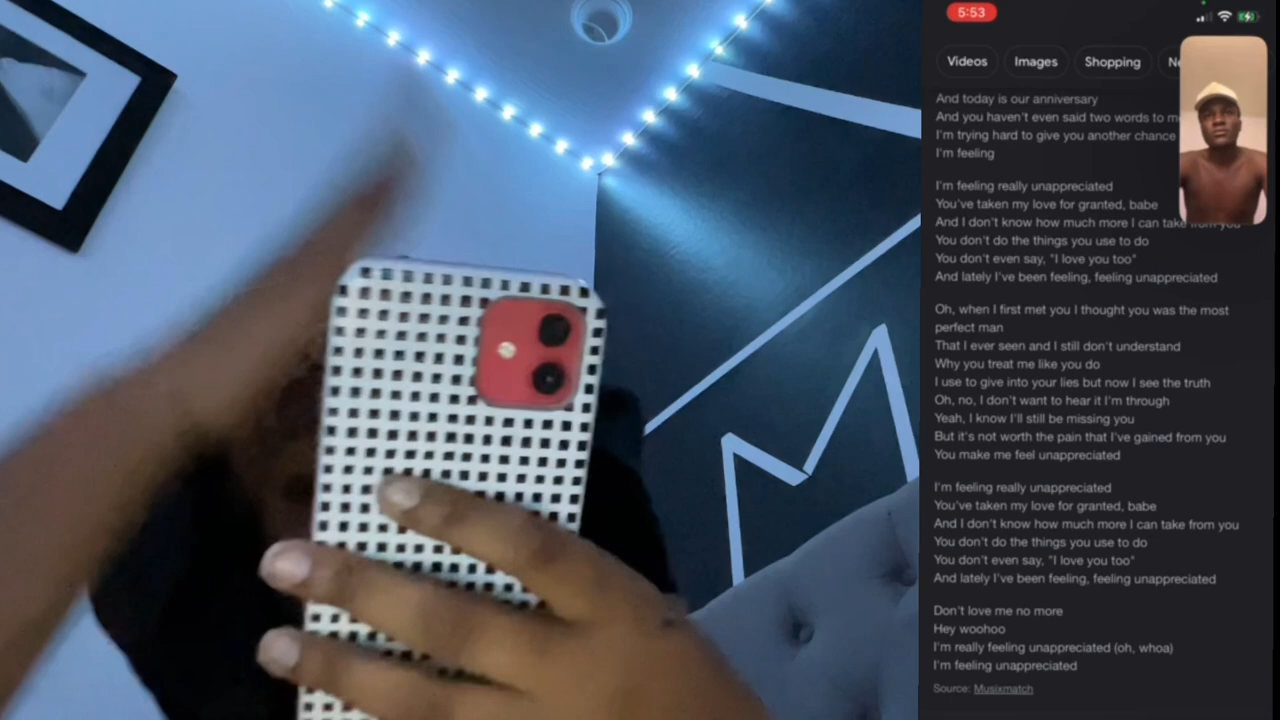 5:53
Videos
Images
Shopping
And today is our anniversary
And you haven't even said two words to
I'm trying hard to give you another chance
I'm feeling
I'm feeling really unappreciated
You've taken my love for granted, babe
And I don't know how much more I can take
You don't do the things you use to do
You don't even say, "I love you too"
And lately I've been feeling, feeling unappreciated
Oh, when I first met you I thought you was the most
perfect man
That I ever seen and I still don't understand
Why you treat me like you do
I use to give into your lies but now I see the truth
Oh, no, I don't want to hear it I'm through
Yeah, I know I'll still be missing you
But it's not worth the pain that I've gained from you
You make me feel unappreciated
I'm feeling really unappreciated
You've taken my love for granted, babe
And I don't know how much more I can take from you
You don't do the things you use to do
You don't even say, "I love you too"
And lately I've been feeling, feeling unappreciated
Don't love me no more
Hey woohoo
I'm really feeling unappreciated (oh, whoa)
I'm feeling unappreciated
Source: Musixmatch